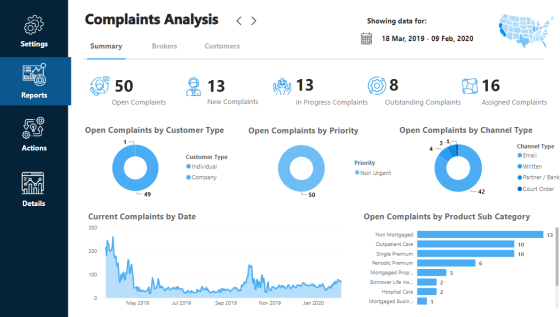 Complaints Analysis
Showing data for:
18 Mar, 2019 - 09 Feb, 2020
Settings
Reports
Actions
Details
Summary
Brokers
Customers
50
Open Complaints
13
New Complaints
13
In Progress Complaints
8
Outstanding Complaints
16
Assigned Complaints
Open Complaints by Customer Type
1
49
Customer Type
Individual
Company
Open Complaints by Priority
50
Priority
Non Urgent
Open Complaints by Channel Type
4
3
1
42
Channel Type
Email
Written
Partner / Bank
Court Order
Current Complaints by Date
300
200
100
0
May 2019
Jul 2019
Sep 2019
Nov 2019
Jan 2020
Open Complaints by Product Sub Category
Non Mortgaged 13
Outpatient Care 10
Single Premium 10
Periodic Premium 6
Mortgaged Prop... 3
Borrower Life Ins... 2
Hospital Care 2
Mortgaged Busin... 1